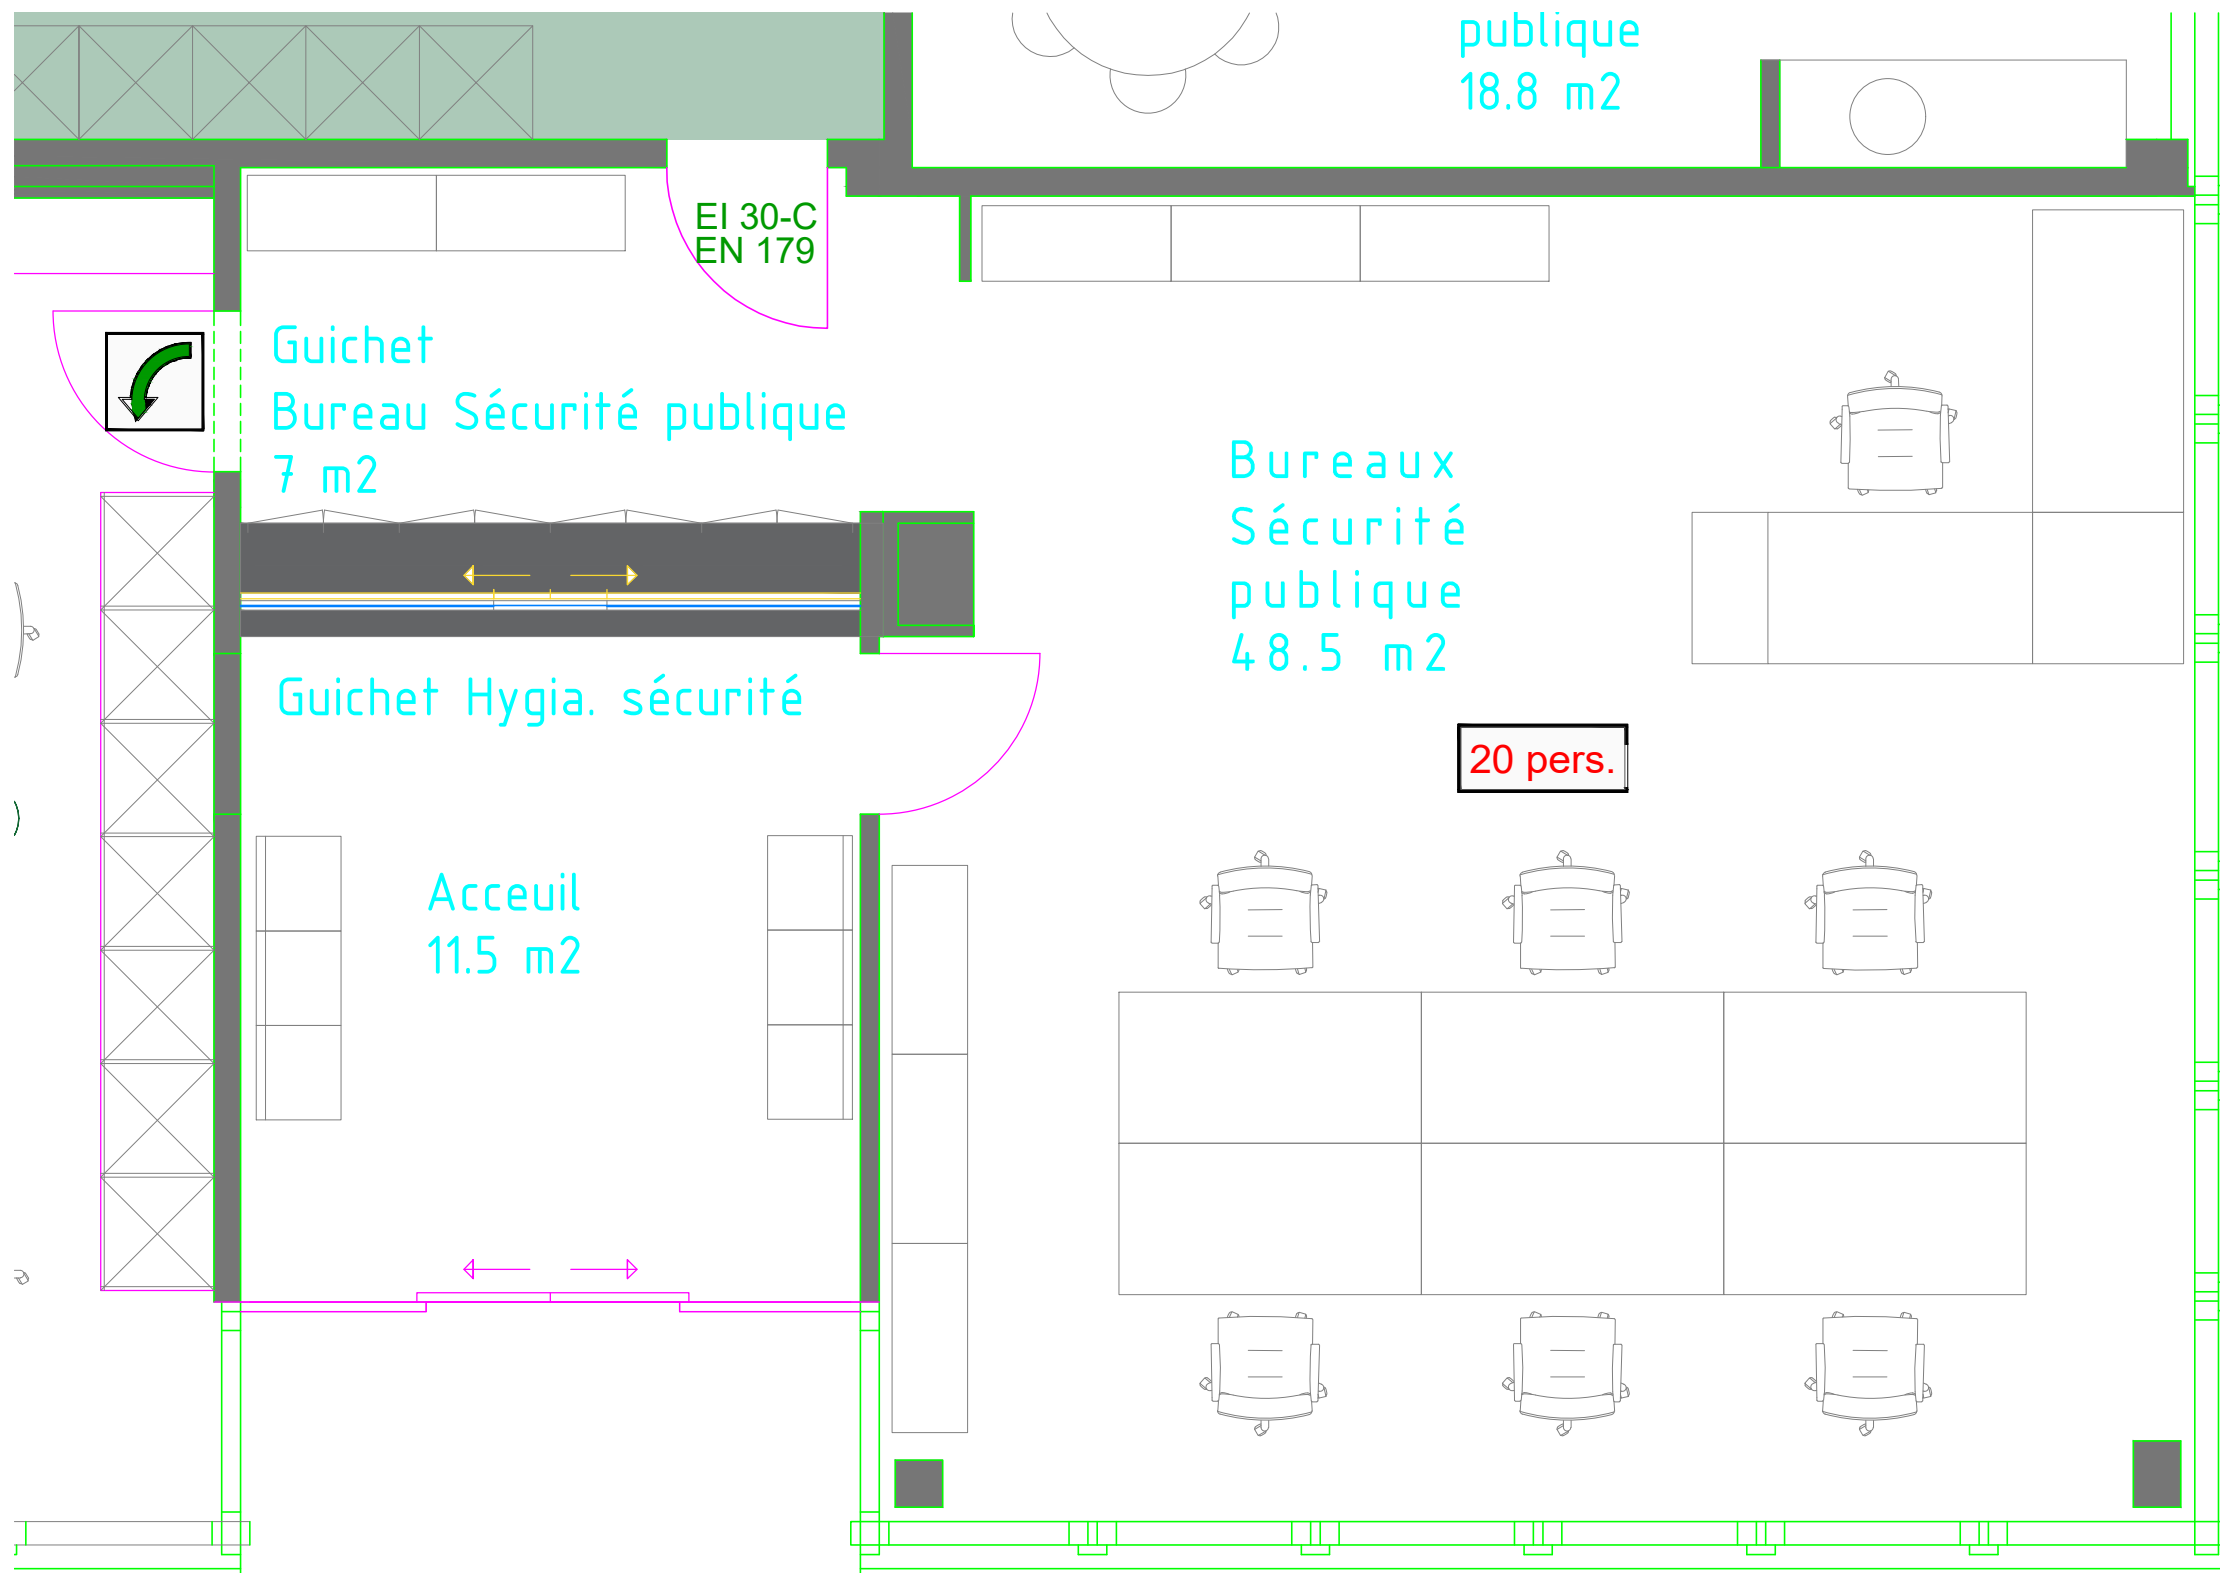 publique
18.8 m2
EI 30-C
EN 179
Guichet
Bureau Sécurité publique
7 m2
Bureaux
Sécurité
publique
48.5 m2
Guichet Hygia. sécurité
20 pers.
Acceuil
11.5 m2